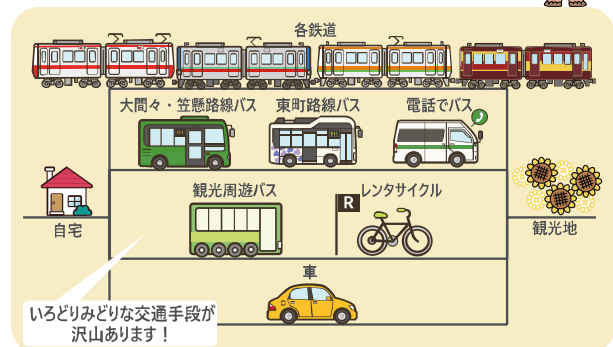 各鉄道
大間々・笠懸路線バス
東町路線バス
電話でバス
観光周遊バス
R
レンタサイクル
自宅
観光地
車
いろどりみどりな交通手段が
沢山あります！